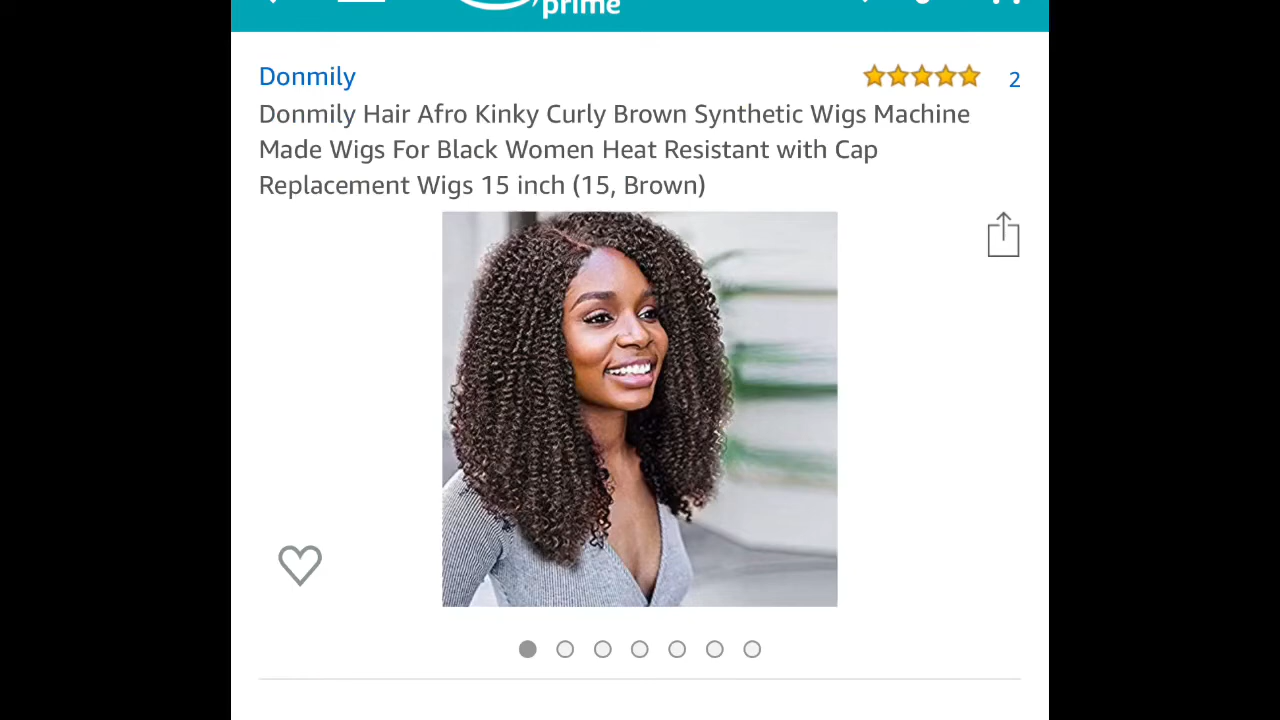 prime
Donmily
2
Donmily Hair Afro Kinky Curly Brown Synthetic Wigs Machine
Made Wigs For Black Women Heat Resistant with Cap
Replacement Wigs 15 inch (15, Brown)